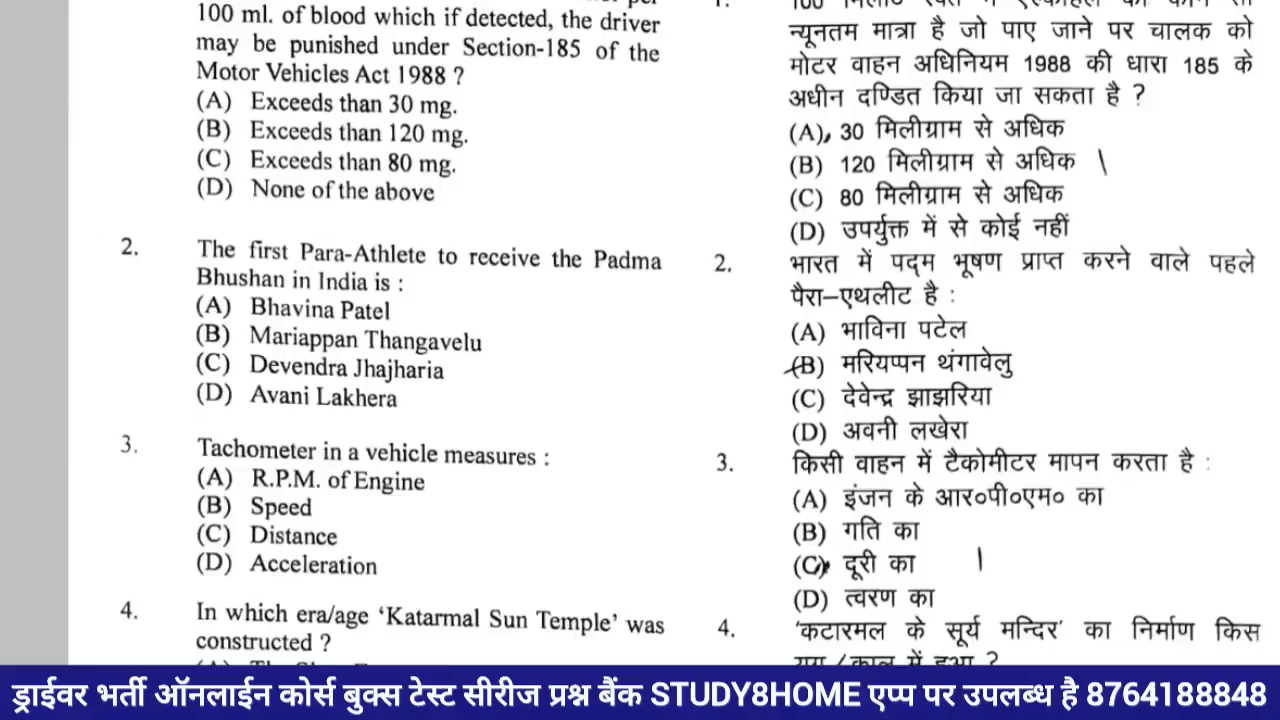 100 ml. of blood which if detected, the driver
may be punished under Section-185 of the
Motor Vehicles Act 1988 ?
(A) Exceeds than 30 mg.
(B) Exceeds than 120 mg.
(C) Exceeds than 80 mg.
(D) None of the above
2. The first Para-Athlete to receive the Padma
Bhushan in India is :
(A) Bhavina Patel
(B) Mariappan Thangavelu
(C) Devendra Jhajharia
(D) Avani Lakhera
3. Tachometer in a vehicle measures :
(A) R.P.M. of Engine
(B) Speed
(C) Distance
(D) Acceleration
4. In which era/age ‘Katarmal Sun Temple’ was
constructed ?
न्यूनतम मात्रा है जो पाए जाने पर चालक को
मोटर वाहन अधिनियम 1988 की धारा 185 के
अधीन दण्डित किया जा सकता है ?
(A) 30 मिलीग्राम से अधिक
(B) 120 मिलीग्राम से अधिक
(C) 80 मिलीग्राम से अधिक
(D) उपर्युक्त में से कोई नहीं
2. भारत में पद्म भूषण प्राप्त करने वाले पहले
पैरा–एथलीट है :
(A) भाविना पटेल
(B) मरियप्पन थंगावेलु
(C) देवेन्द्र झाझरिया
(D) अवनी लखेरा
3. किसी वाहन में टैकोमीटर मापन करता है :
(A) इंजन के आर०पी०एम० का
(B) गति का
(C) दूरी का
(D) त्वरण का
4. ‘कटारमल के सूर्य मन्दिर’ का निर्माण किस
ड्राईवर भर्ती ऑनलाईन कोर्स बुक्स टेस्ट सीरीज प्रश्न बैंक STUDY8HOME एप्प पर उपलब्ध है 8764188848